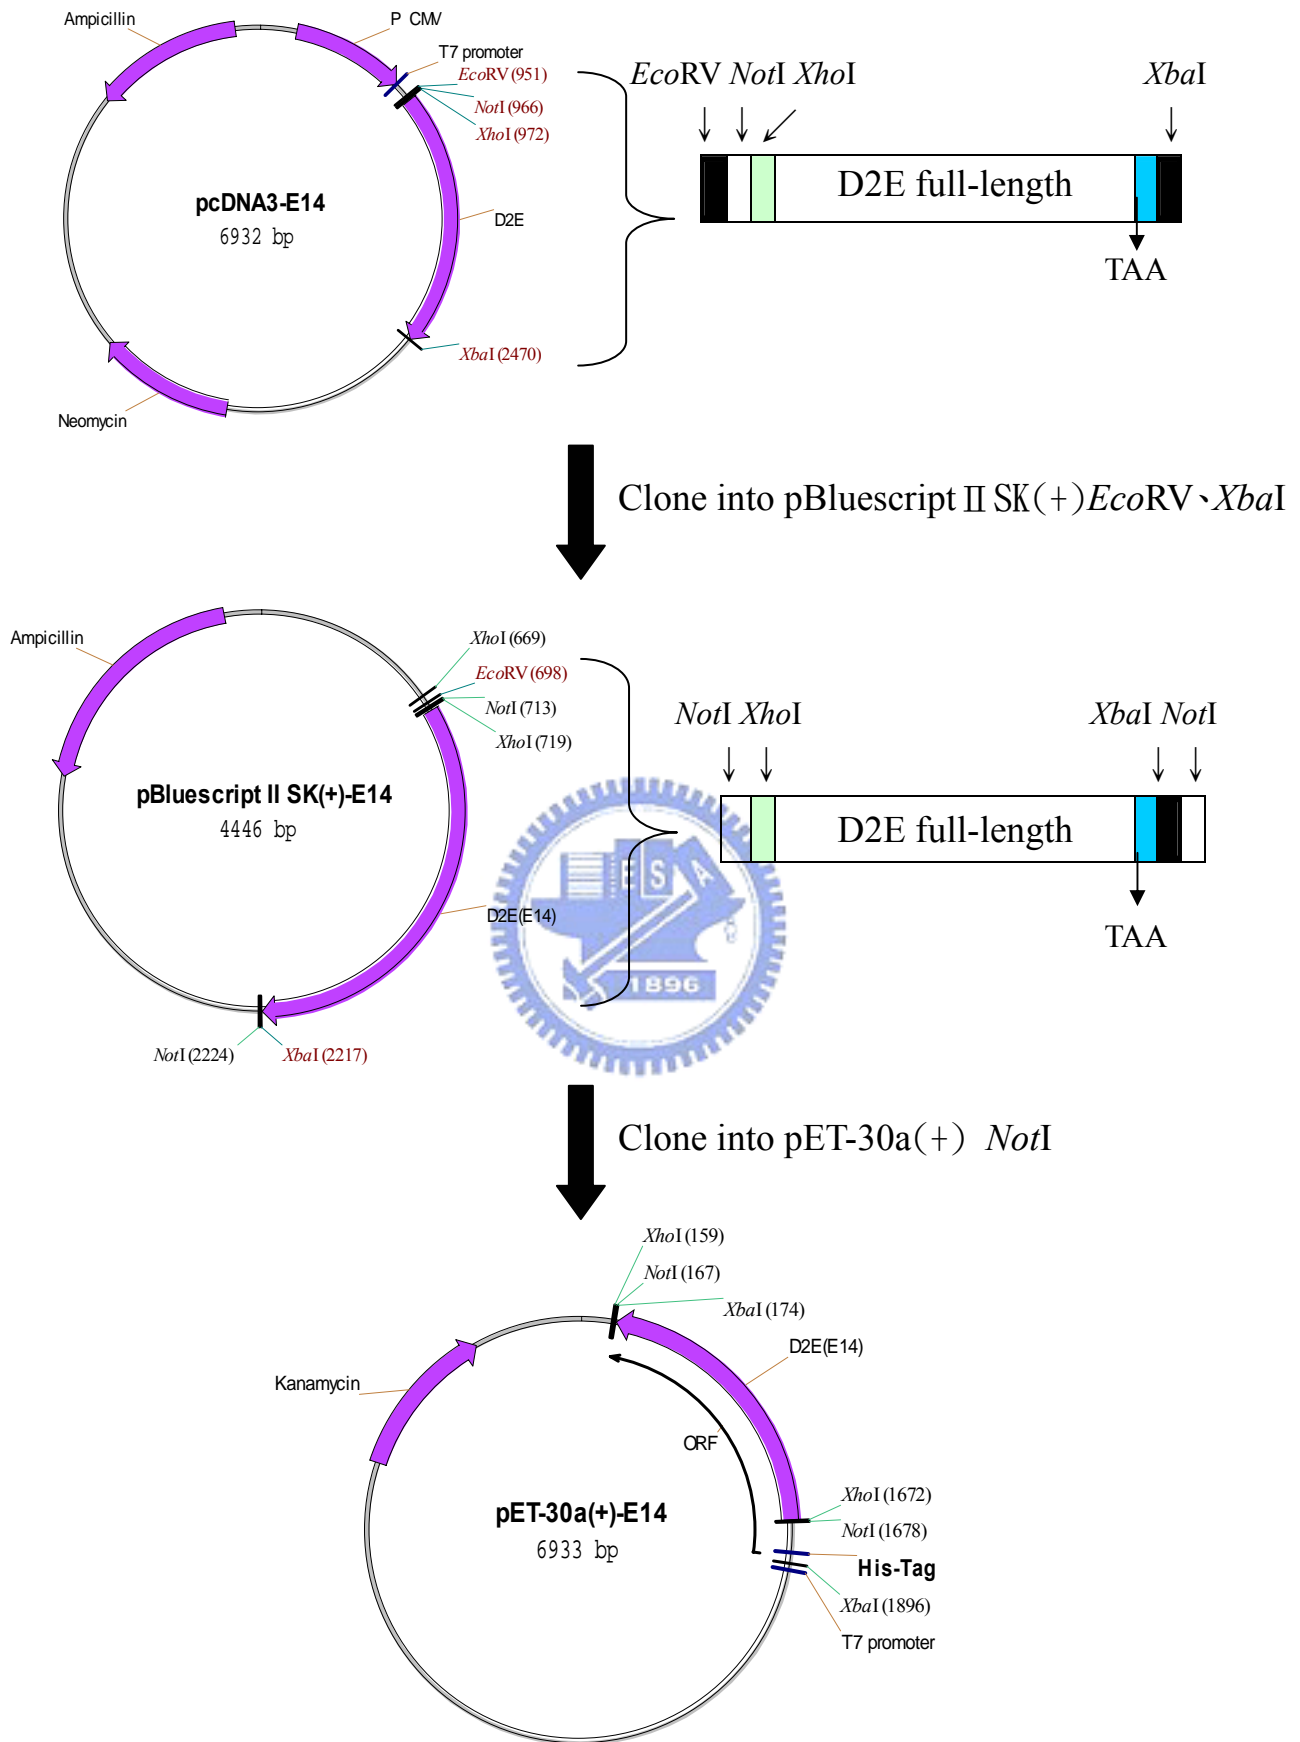 Ampicillin
P CMV
T7 promoter
EcoRV (951)
NotI (966)
XhoI (972)
pcDNA3-E14
6932 bp
D2E
XbaI (2470)
Neomycin
EcoRV NotI XhoI
XbaI
D2E full-length
TAA
Clone into pBluescript II SK(+)EcoRV、XbaI
Ampicillin
XhoI (669)
EcoRV (698)
NotI (713)
XhoI (719)
pBluescript II SK(+)-E14
4446 bp
D2E(E14)
NotI (2224)
XbaI (2217)
NotI XhoI
XbaI NotI
D2E full-length
TAA
E S A
1896
Clone into pET-30a(+) NotI
XhoI (159)
NotI (167)
XbaI (174)
D2E(E14)
Kanamycin
ORF
pET-30a(+)-E14
6933 bp
XhoI (1672)
NotI (1678)
His-Tag
XbaI (1896)
T7 promoter